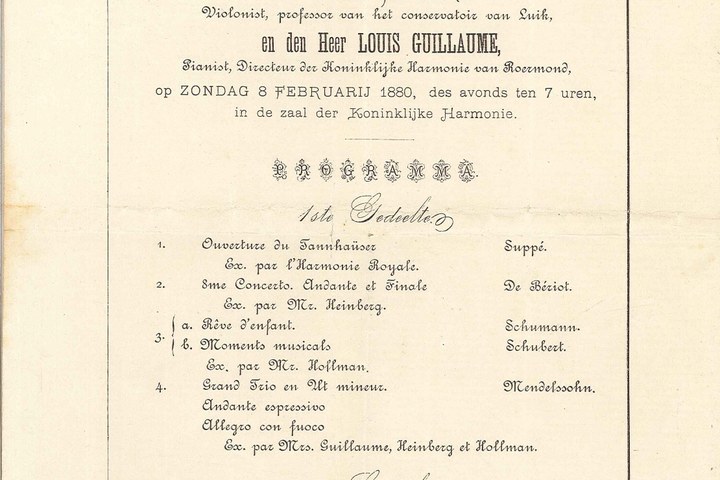 Violonist, professor van het conservatoir van Luik,
en den Heer LOUIS GUILLAUME,
Pianist, Directeur der Koninklijke Harmonie van Roermond,
op ZONDAG 8 FEBRUARIJ 1880, des avonds ten 7 uren,
in de zaal der Koninklijke Harmonie.
PROGRAMMA.
1ste Gedeelte.
1. Ouverture du Tannhaüser Suppé.
Ex. par l'Harmonie Royale.
2. 8me Concerto. Andante et Finale De Bériot.
Ex. par Mr. Heinberg.
3. a. Rêve d'enfant. Schumann.
b. Moments musicals Schubert.
Ex. par Mr. Hollman.
4. Grand Trio en Ut mineur. Mendelssohn.
Andante espressivo
Allegro con fuoco
Ex. par Mrs. Guillaume, Heinberg et Hollman.